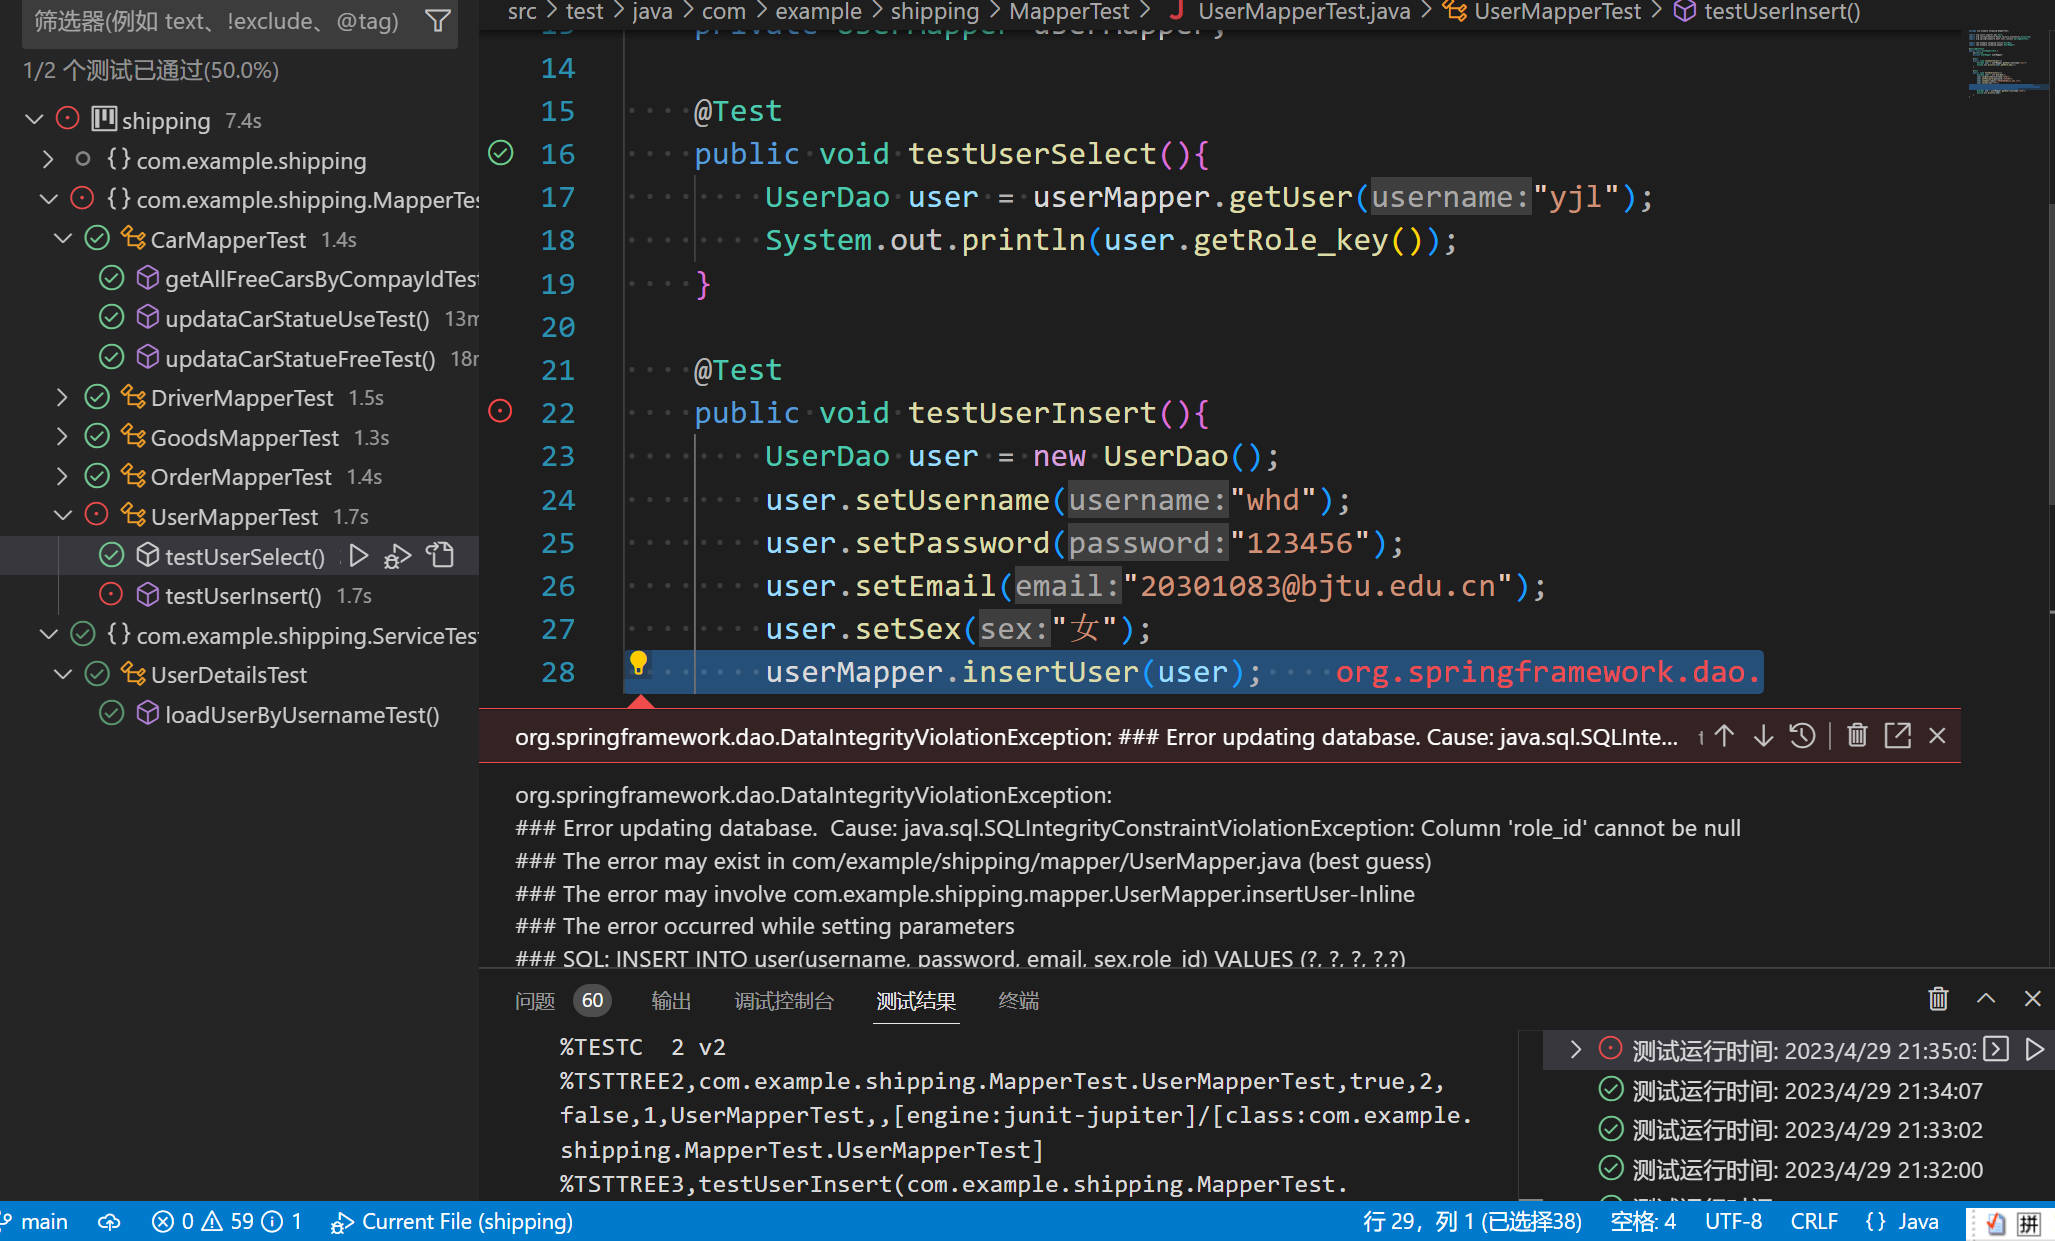 筛选器(例如 text、!exclude、@tag)
1/2 个测试已通过(50.0%)
shipping 7.4s
{} com.example.shipping
{} com.example.shipping.MapperTes
CarMapperTest 1.4s
getAllFreeCarsByCompayIdTest
updataCarStatueUseTest() 13m
updataCarStatueFreeTest() 18m
DriverMapperTest 1.5s
GoodsMapperTest 1.3s
OrderMapperTest 1.4s
UserMapperTest 1.7s
testUserSelect()
testUserInsert() 1.7s
{} com.example.shipping.ServiceTest
UserDetailsTest
loadUserByUsernameTest()
src > test > java > com > example > shipping > MapperTest > J UserMapperTest.java > UserMapperTest > testUserInsert()
13 private UserMapper userMapper;
14
15 @Test
16 public void testUserSelect(){
17 UserDao user = userMapper.getUser(username:"yjl");
18 System.out.println(user.getRole_key());
19 }
20
21 @Test
22 public void testUserInsert(){
23 UserDao user = new UserDao();
24 user.setUsername(username:"whd");
25 user.setPassword(password:"123456");
26 user.setEmail(email:"20301083@bjtu.edu.cn");
27 user.setSex(sex:"女");
28 userMapper.insertUser(user); org.springframework.dao.
org.springframework.dao.DataIntegrityViolationException: ### Error updating database. Cause: java.sql.SQLInte...
org.springframework.dao.DataIntegrityViolationException:
### Error updating database.  Cause: java.sql.SQLIntegrityConstraintViolationException: Column 'role_id' cannot be null
### The error may exist in com/example/shipping/mapper/UserMapper.java (best guess)
### The error may involve com.example.shipping.mapper.UserMapper.insertUser-Inline
### The error occurred while setting parameters
### SQL: INSERT INTO user(username, password, email, sex,role_id) VALUES (?, ?, ?, ?,?)
问题 60 输出 调试控制台 测试结果 终端
%TESTC  2 v2
%TSTTREE2,com.example.shipping.MapperTest.UserMapperTest,true,2,
false,1,UserMapperTest,,[engine:junit-jupiter]/[class:com.example.
shipping.MapperTest.UserMapperTest]
%TSTTREE3,testUserInsert(com.example.shipping.MapperTest.
测试运行时间: 2023/4/29 21:35:03
测试运行时间: 2023/4/29 21:34:07
测试运行时间: 2023/4/29 21:33:02
测试运行时间: 2023/4/29 21:32:00
main 0 59 1 Current File (shipping) 行 29，列 1 (已选择38) 空格: 4 UTF-8 CRLF {} Java 拼